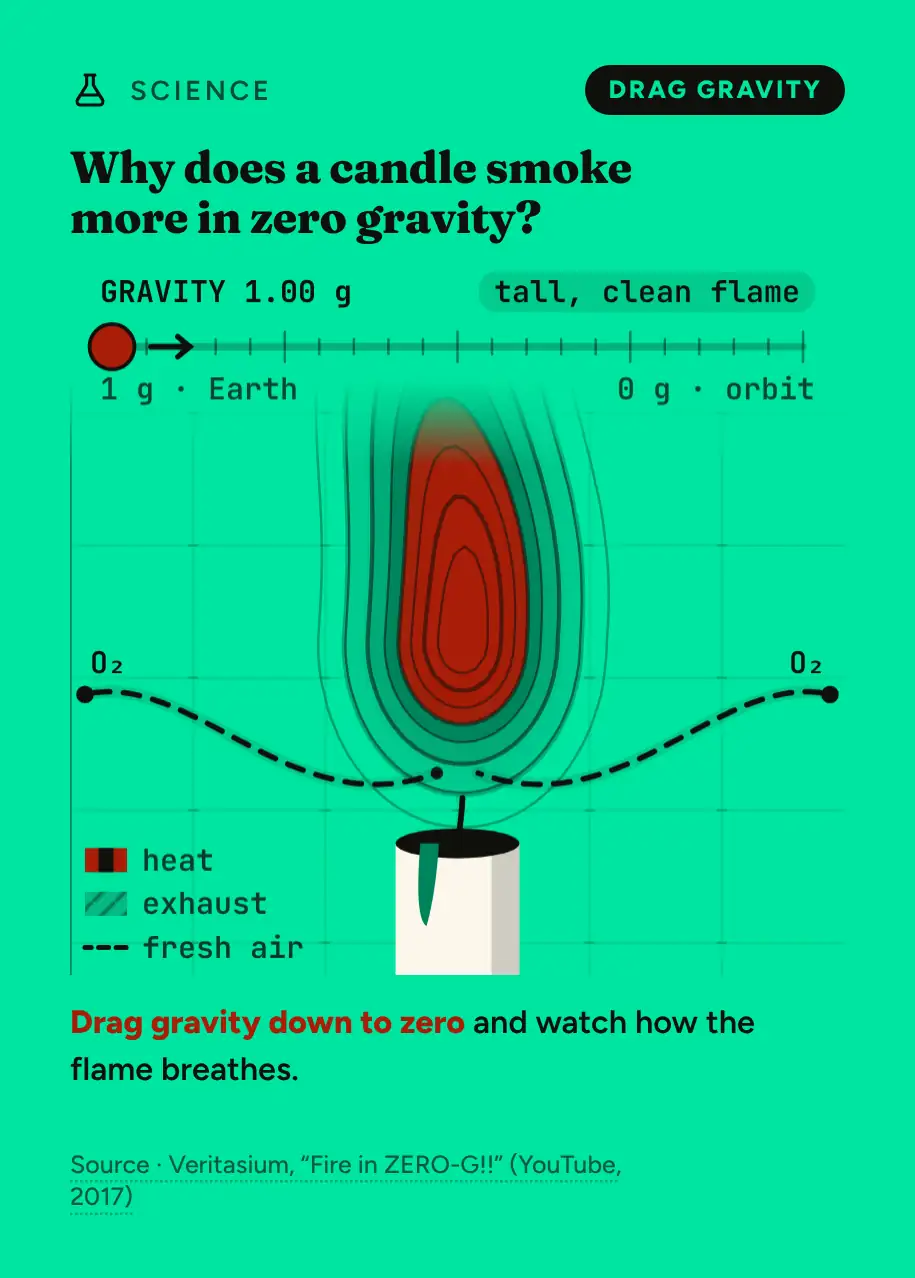 SCIENCE
DRAG GRAVITY
Why does a candle smoke
more in zero gravity?
GRAVITY 1.00 g
tall, clean flame
1 g · Earth
0 g · orbit
O₂
O₂
heat
exhaust
fresh air
Drag gravity down to zero and watch how the
flame breathes.
Source · Veritasium, “Fire in ZERO-G!!” (YouTube,
2017)